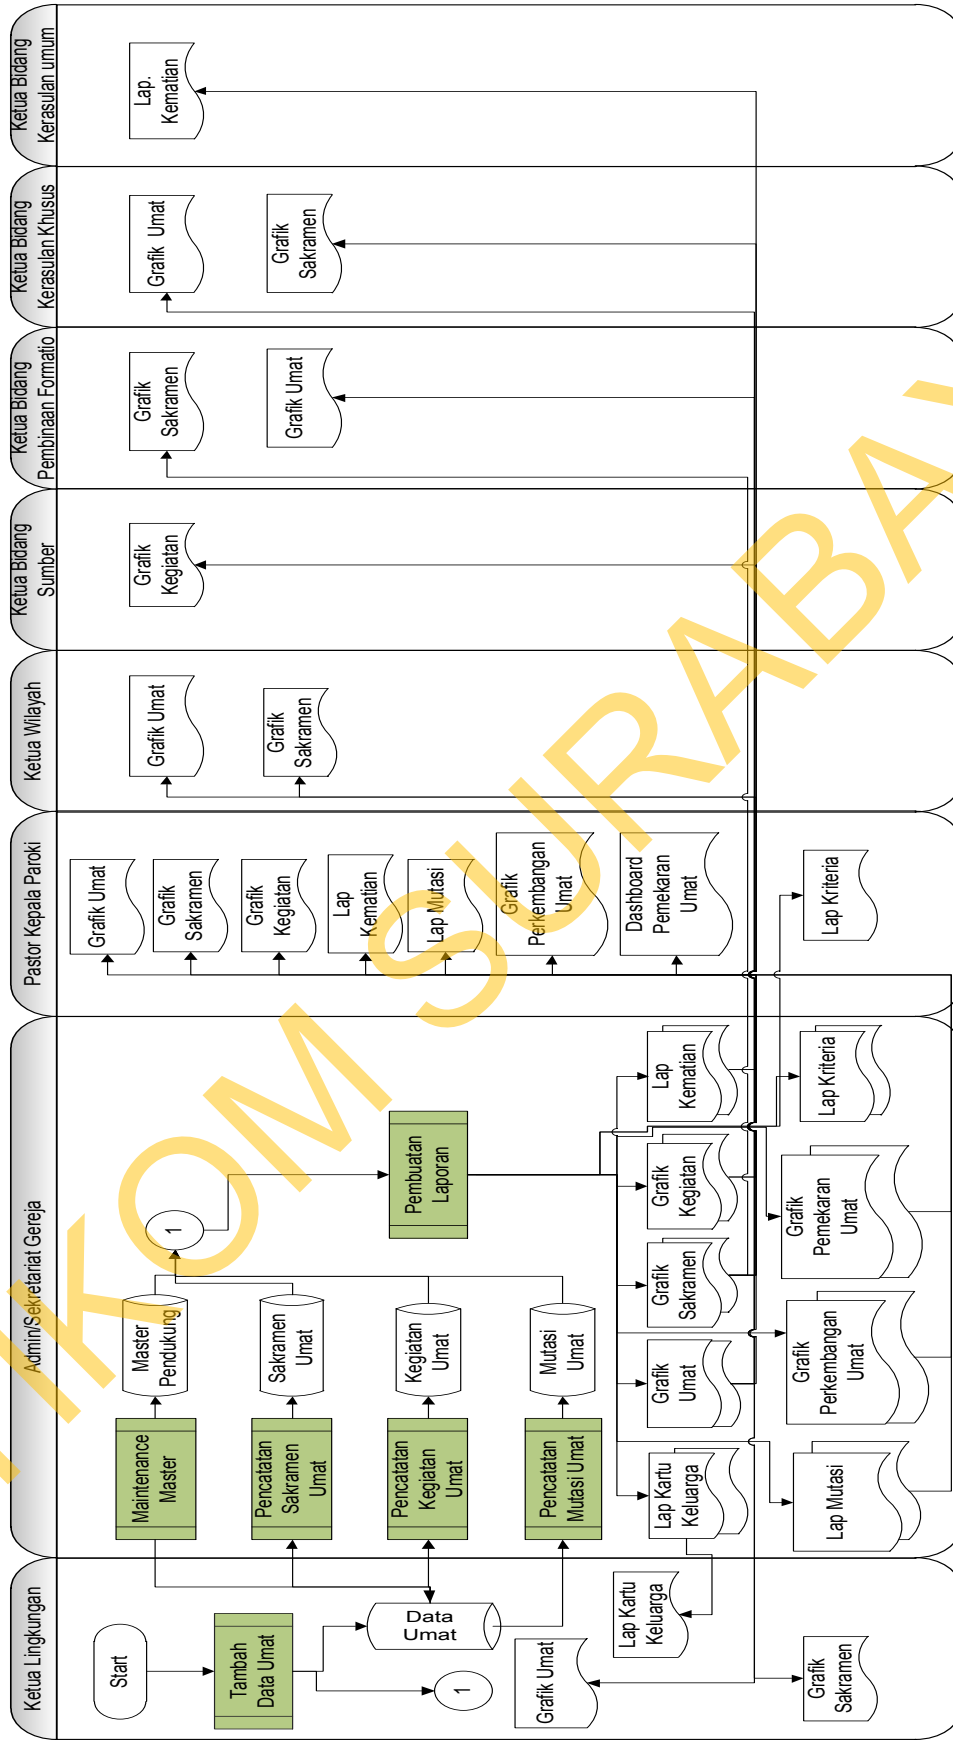 Ketua Lingkungan
Start
Tambah
Data Umat
1
Data
Umat
Grafik Umat
Lap Kartu
Keluarga
Grafik
Sakramen
Admin/Sekretariat Gereja
Maintenance
Master
Master
Pendukung
1
Pencatatan
Sakramen
Umat
Sakramen
Umat
Pencatatan
Kegiatan
Umat
Kegiatan
Umat
Pembuatan
Laporan
Pencatatan
Mutasi Umat
Mutasi
Umat
Lap Kartu
Keluarga
Grafik
Umat
Grafik
Sakramen
Grafik
Kegiatan
Lap
Kematian
Lap Mutasi
Grafik
Perkembangan
Umat
Grafik
Pemekaran
Umat
Lap Kriteria
Pastor Kepala Paroki
Grafik Umat
Grafik
Sakramen
Grafik
Kegiatan
Lap
Kematian
Lap Mutasi
Grafik
Perkembangan
Umat
Dashboard
Pemekaran
Umat
Lap Kriteria
Ketua Wilayah
Grafik Umat
Grafik
Sakramen
Ketua Bidang
Sumber
Grafik
Kegiatan
Ketua Bidang
Pembinaan Formatio
Grafik
Sakramen
Grafik Umat
Ketua Bidang
Kerasulan Khusus
Grafik Umat
Grafik
Sakramen
Ketua Bidang
Kerasulan umum
Lap.
Kematian
IKOM SURABAY